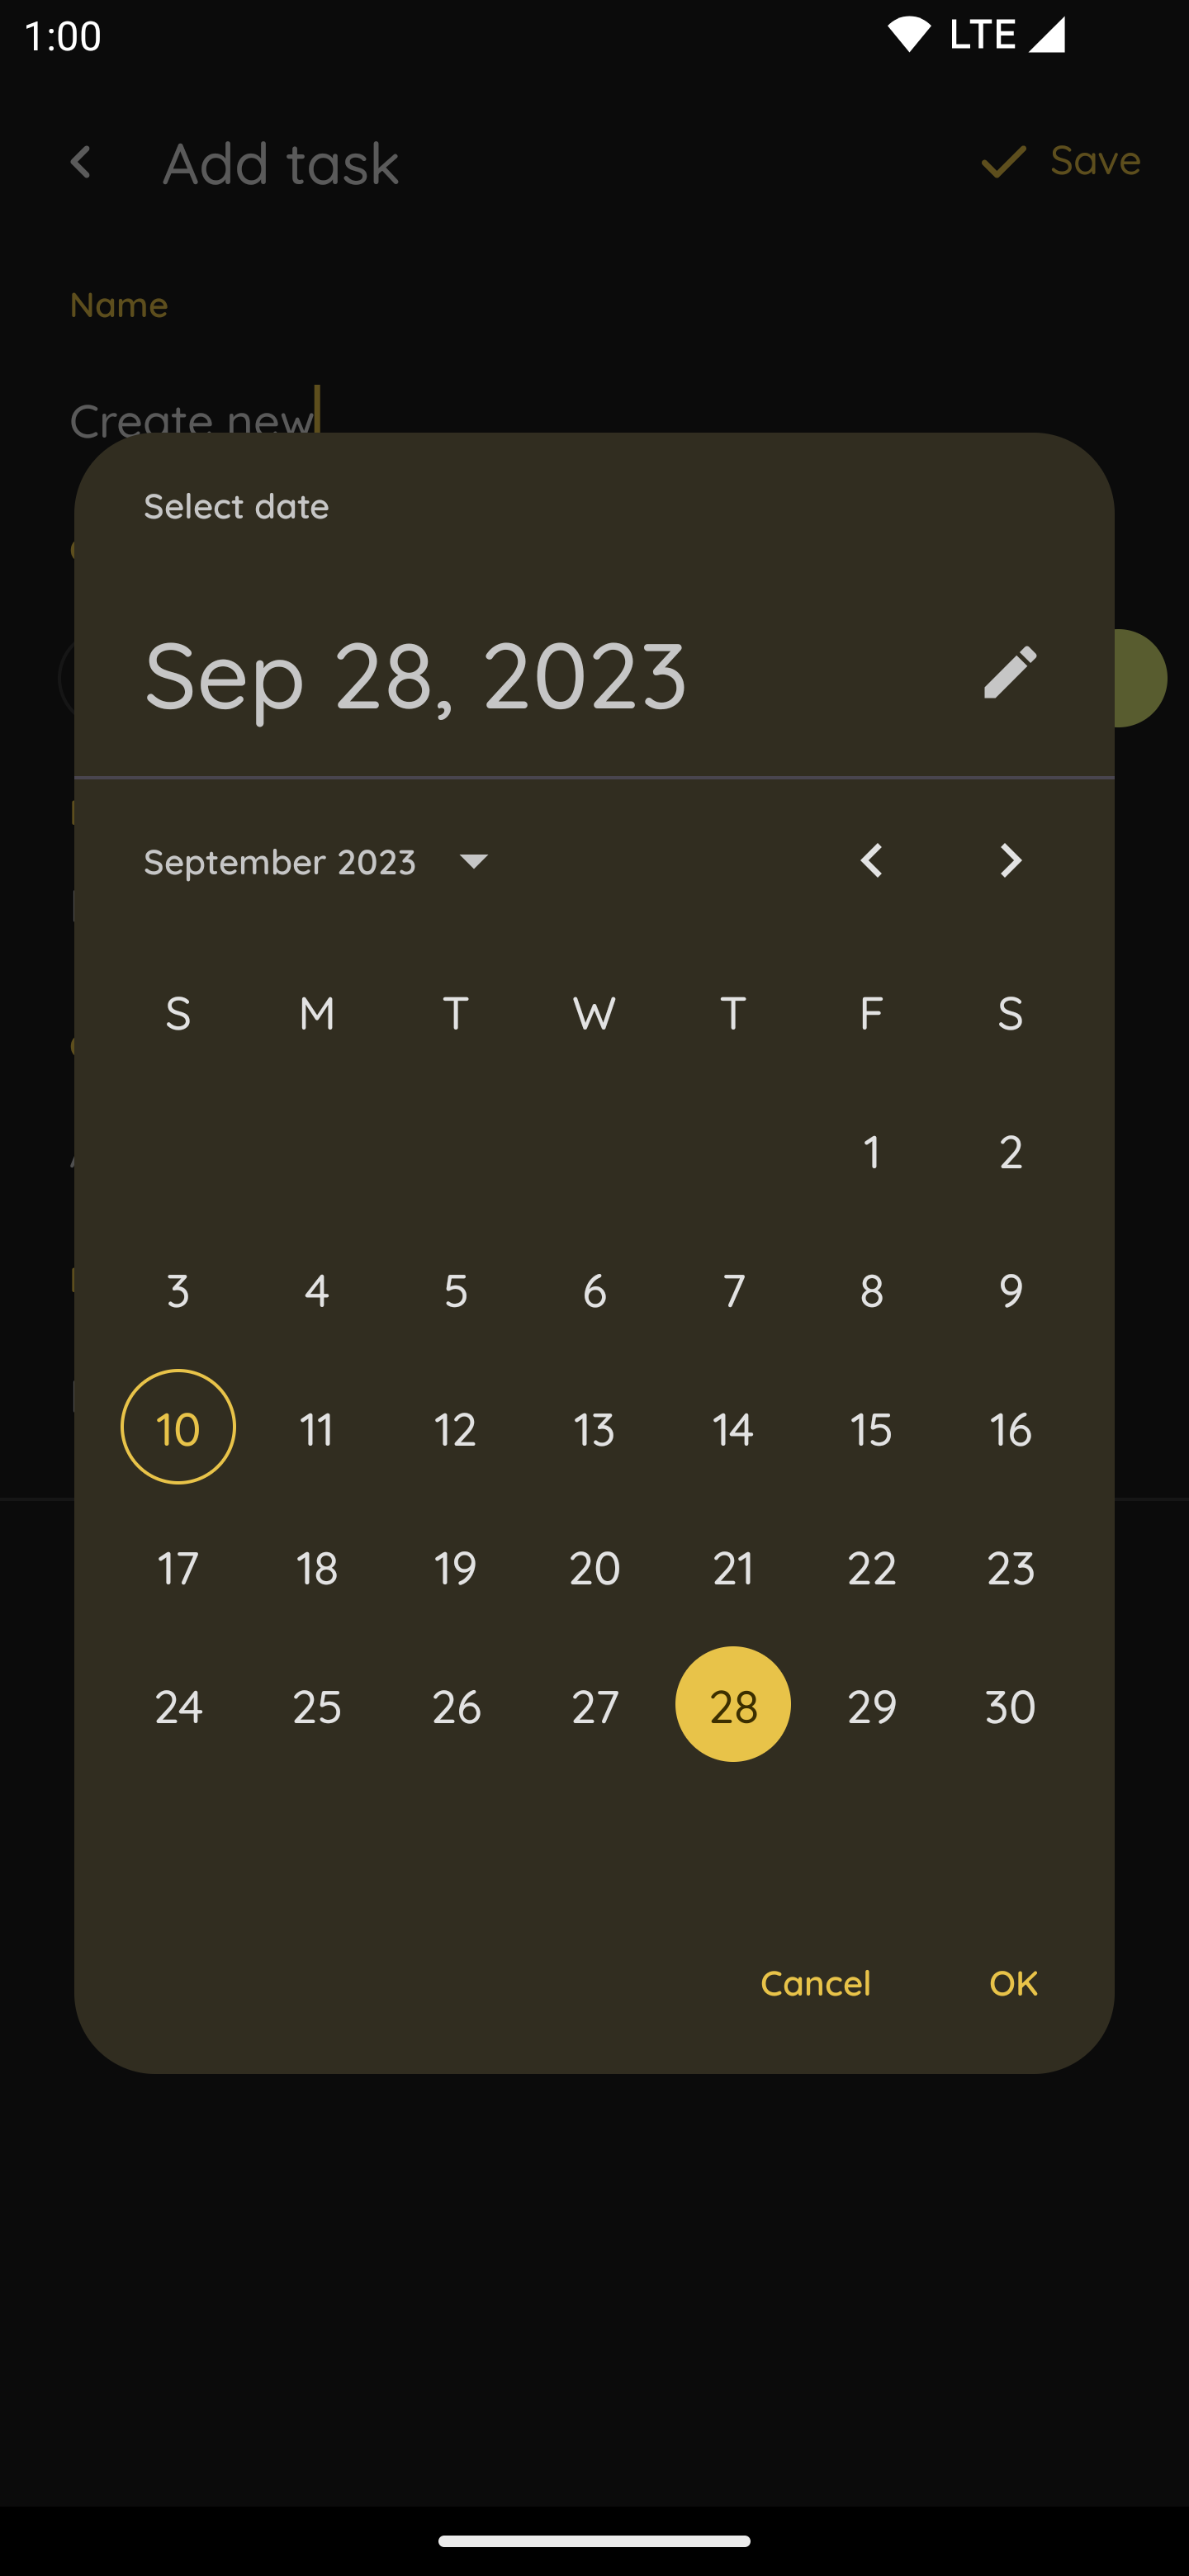 1:00 LTE
Add task Save
Name
Create new
Select date
Sep 28, 2023
September 2023
S M T W T F S
1 2
3 4 5 6 7 8 9
10 11 12 13 14 15 16
17 18 19 20 21 22 23
24 25 26 27 28 29 30
Cancel OK